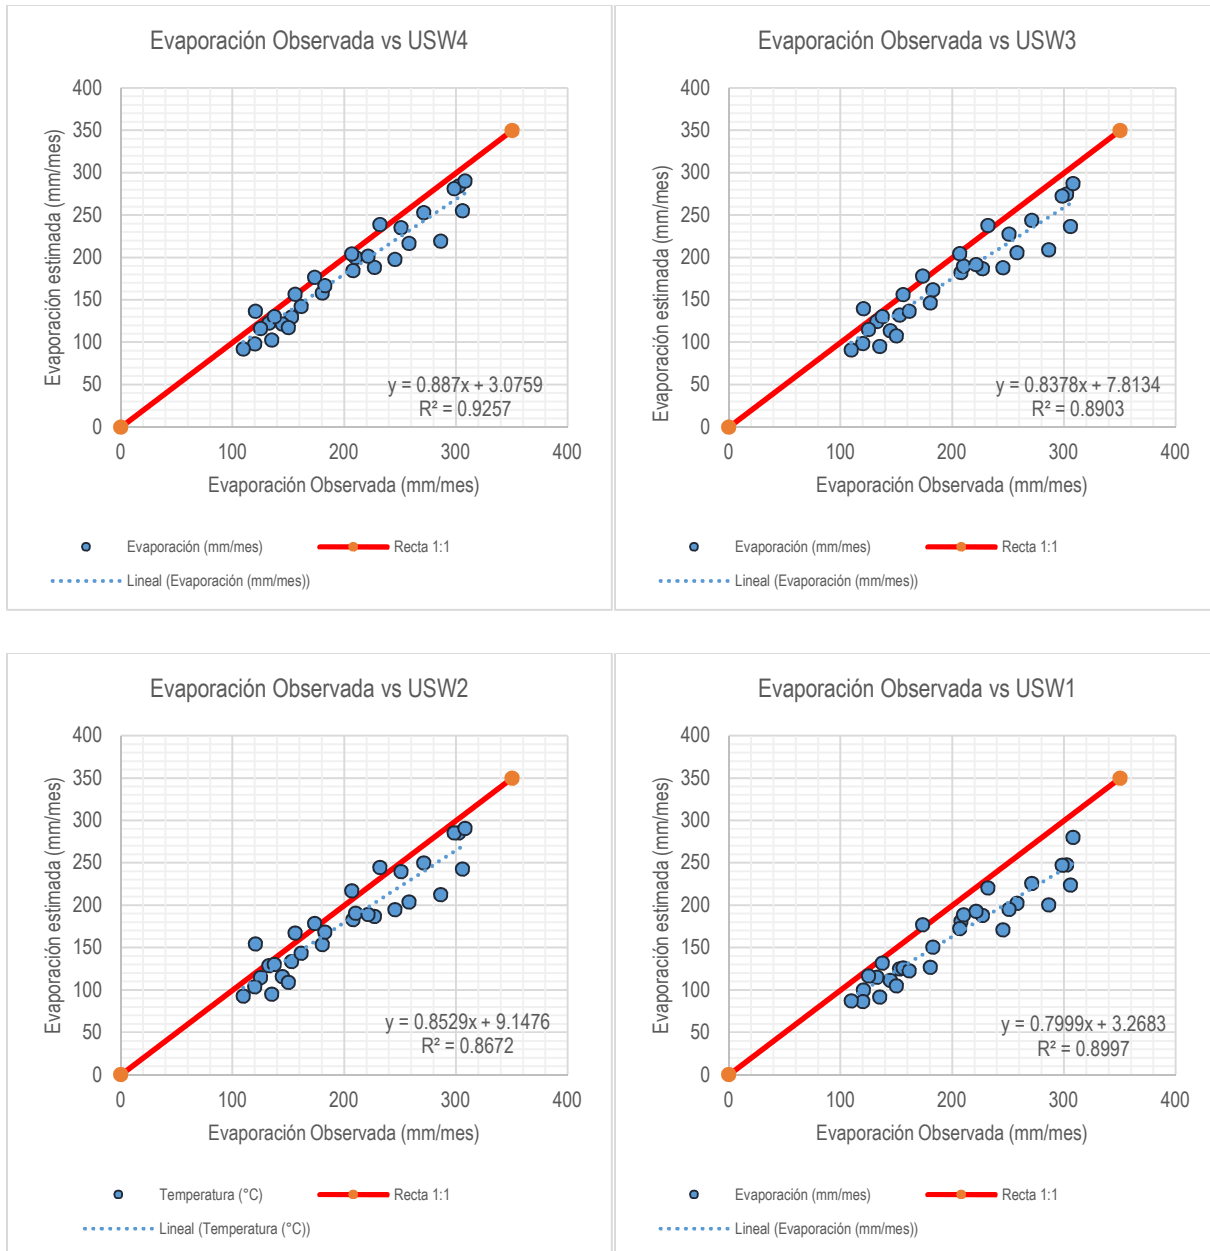 Evaporación Observada vs USW4
400
350
300
250
200
150
100
50
0
Evaporación estimada (mm/mes)
y = 0.887x + 3.0759
R² = 0.9257
0 100 200 300 400
Evaporación Observada (mm/mes)
Evaporación (mm/mes) Recta 1:1
Lineal (Evaporación (mm/mes))
Evaporación Observada vs USW3
400
350
300
250
200
150
100
50
0
Evaporación estimada (mm/mes)
y = 0.8378x + 7.8134
R² = 0.8903
0 100 200 300 400
Evaporación Observada (mm/mes)
Evaporación (mm/mes) Recta 1:1
Lineal (Evaporación (mm/mes))
Evaporación Observada vs USW2
400
350
300
250
200
150
100
50
0
Evaporación estimada (mm/mes)
y = 0.8529x + 9.1476
R² = 0.8672
0 100 200 300 400
Evaporación Observada (mm/mes)
Temperatura (°C) Recta 1:1
Lineal (Temperatura (°C))
Evaporación Observada vs USW1
400
350
300
250
200
150
100
50
0
Evaporación estimada (mm/mes)
y = 0.7999x + 3.2683
R² = 0.8997
0 100 200 300 400
Evaporación Observada (mm/mes)
Evaporación (mm/mes) Recta 1:1
Lineal (Evaporación (mm/mes))